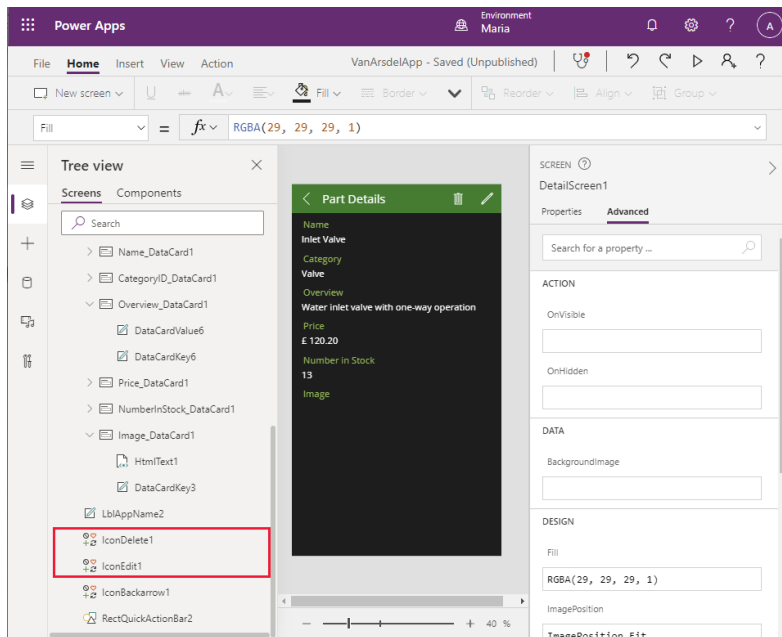 Power Apps
Environment
Maria
A
File Home Insert View Action
VanArsdelApp - Saved (Unpublished)
New screen
Fill
Border
Reorder
Align
Group
Fill
= fx RGBA(29, 29, 29, 1)
Tree view
Screens Components
Search
Name_DataCard1
CategoryID_DataCard1
Overview_DataCard1
DataCardValue6
DataCardKey6
Price_DataCard1
NumberInStock_DataCard1
Image_DataCard1
HtmlText1
DataCardKey3
LblAppName2
IconDelete1
IconEdit1
IconBackarrow1
RectQuickActionBar2
Part Details
Name
Inlet Valve
Category
Valve
Overview
Water inlet valve with one-way operation
Price
£ 120.20
Number in Stock
13
Image
40 %
SCREEN
DetailScreen1
Properties Advanced
Search for a property ...
ACTION
OnVisible
OnHidden
DATA
BackgroundImage
DESIGN
Fill
RGBA(29, 29, 29, 1)
ImagePosition
ImagePosition.Fit